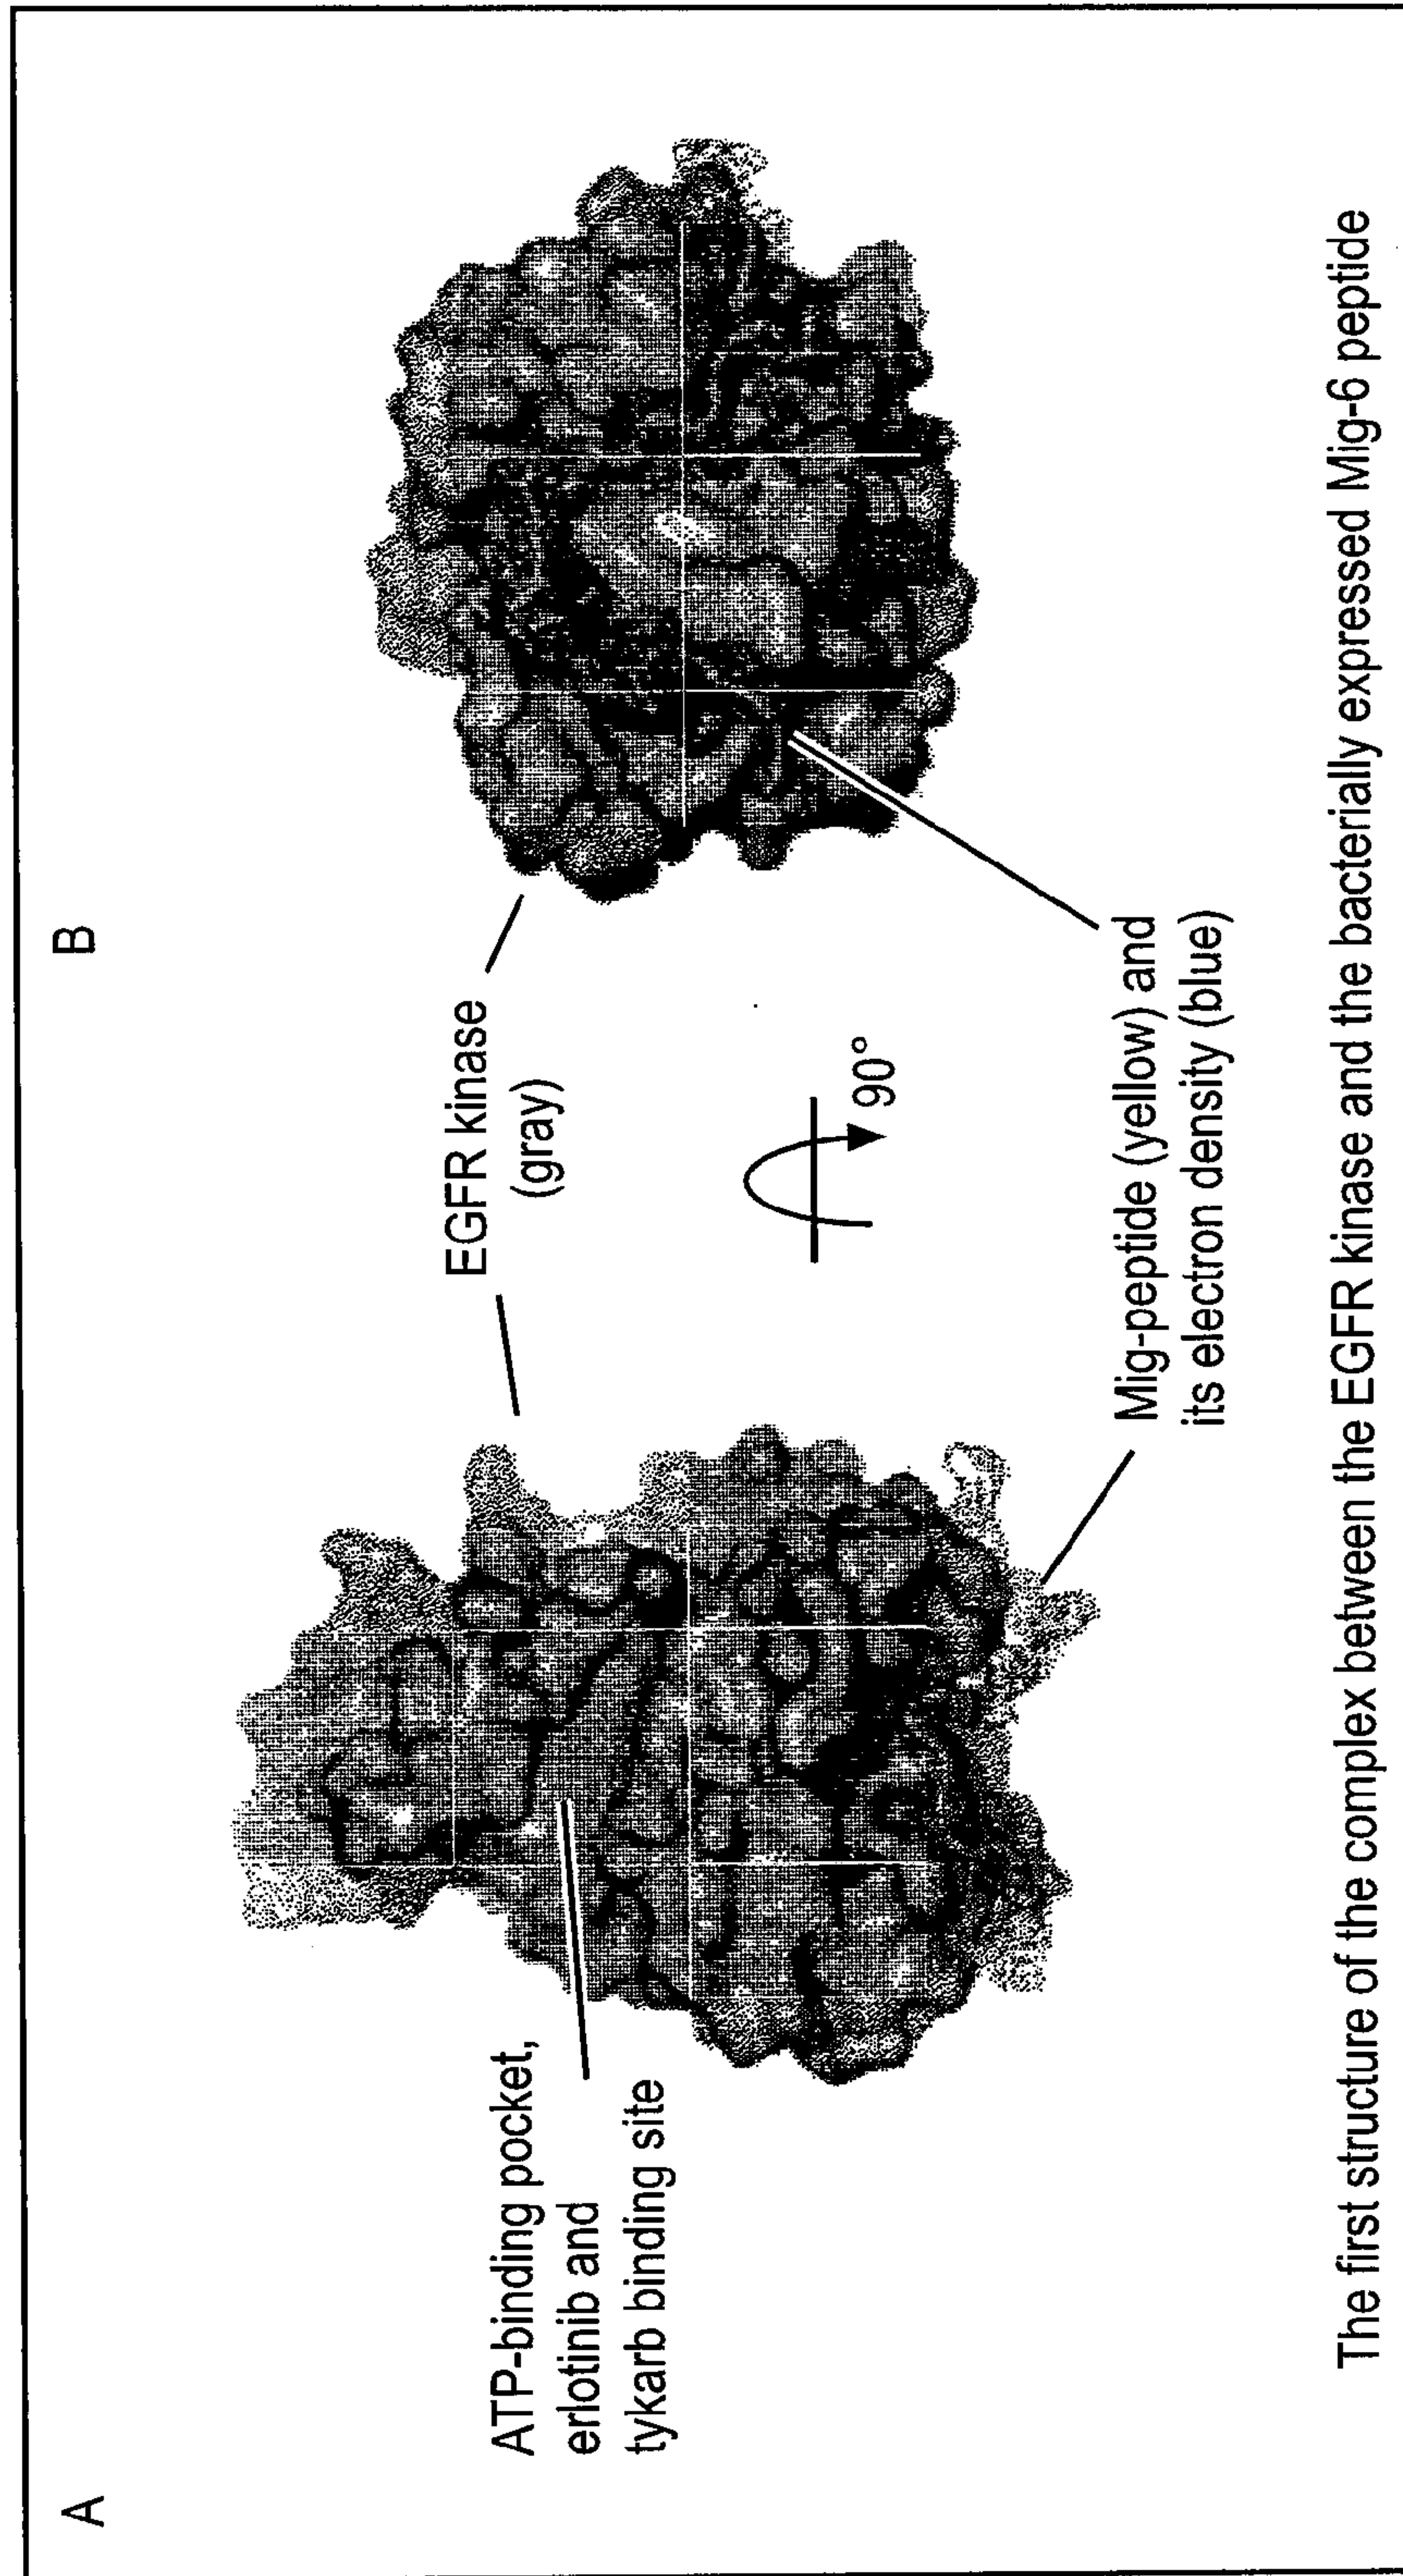 A
B
ATP-binding pocket,
erlotinib and
tykarb binding site
EGFR kinase
(gray)
90°
Mig-peptide (yellow) and
its electron density (blue)
The first structure of the complex between the EGFR kinase and the bacterially expressed Mig-6 peptide